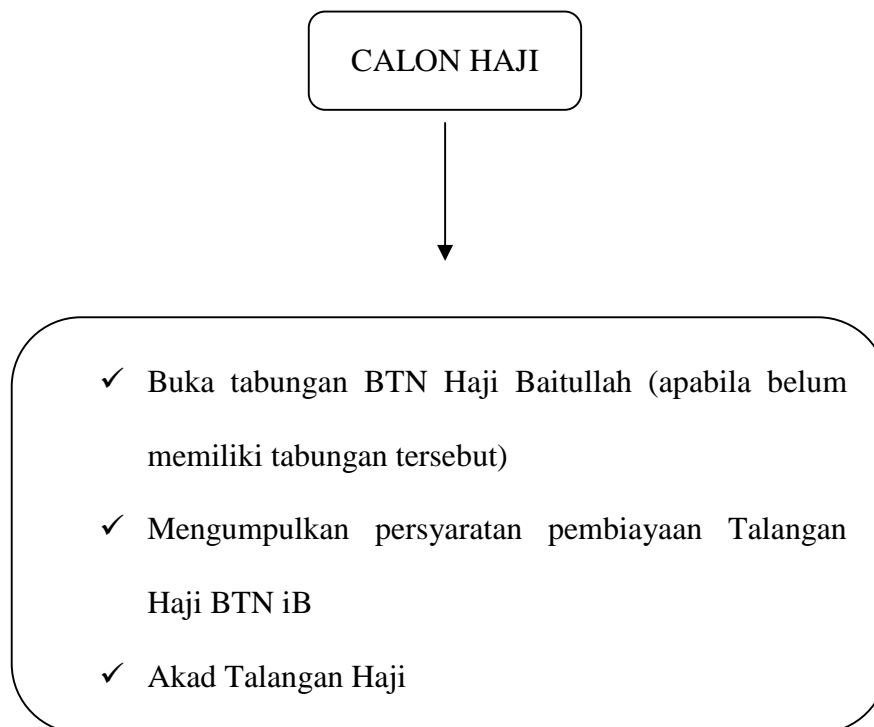 CALON HAJI
✓ Buka tabungan BTN Haji Baitullah (apabila belum
memiliki tabungan tersebut)
✓ Mengumpulkan persyaratan pembiayaan Talangan
Haji BTN iB
✓ Akad Talangan Haji